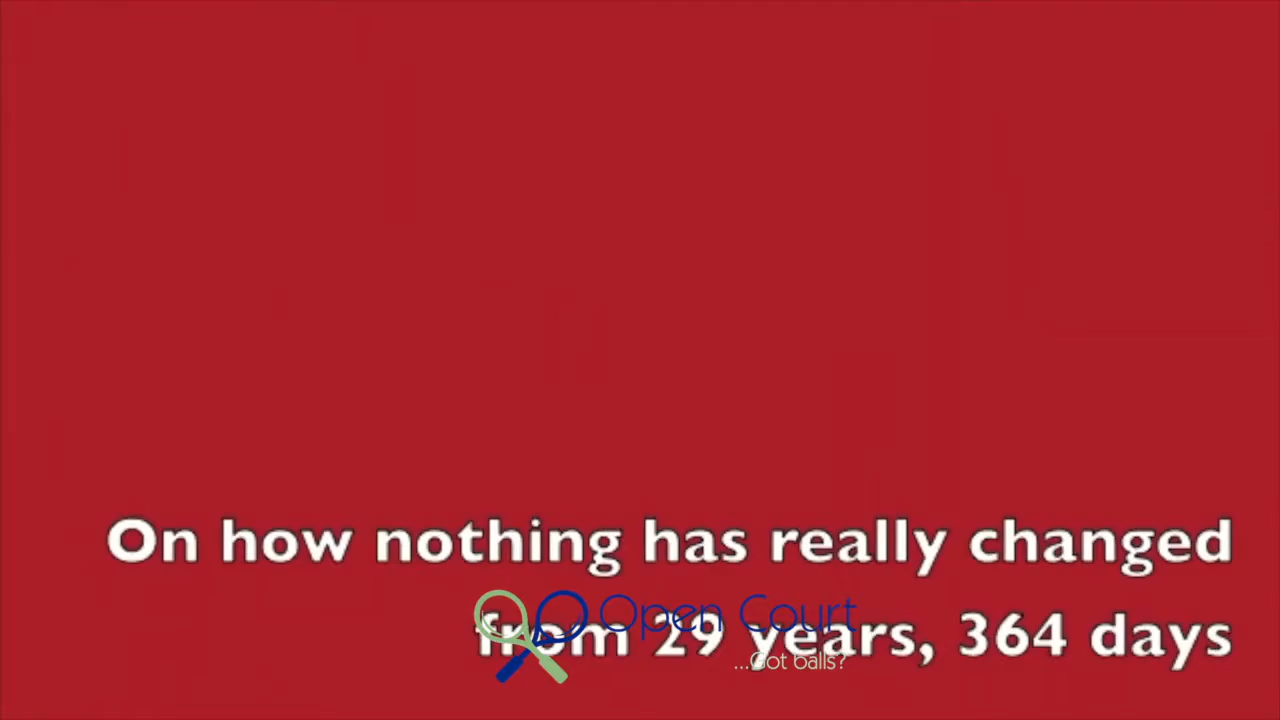 On how nothing has really changed
Open Court
from 29 years, 364 days
...Got balls?